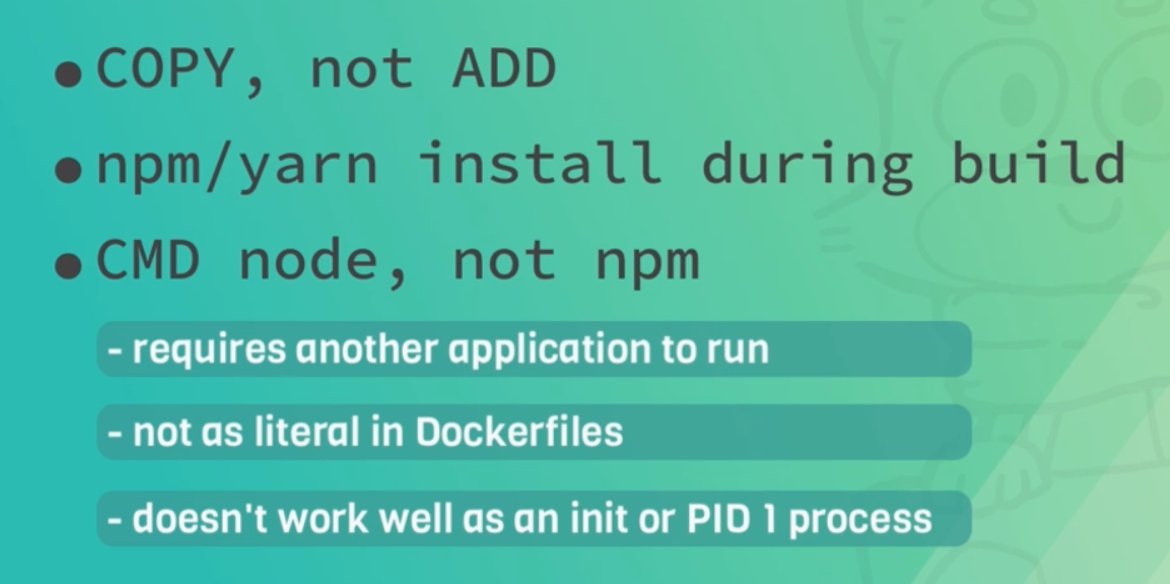 • COPY, not ADD
• npm/yarn install during build
• CMD node, not npm
- requires another application to run
- not as literal in Dockerfiles
- doesn't work well as an init or PID 1 process